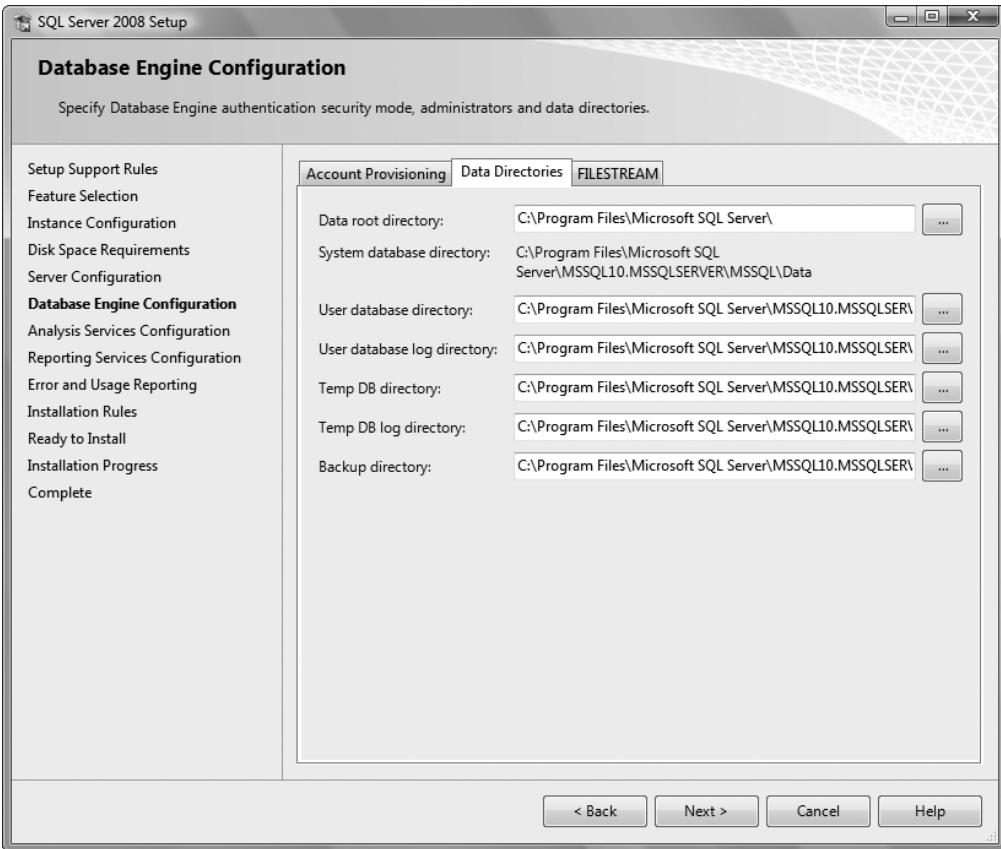 SQL Server 2008 Setup
Database Engine Configuration
Specify Database Engine authentication security mode, administrators and data directories.
Setup Support Rules
Feature Selection
Instance Configuration
Disk Space Requirements
Server Configuration
Database Engine Configuration
Analysis Services Configuration
Reporting Services Configuration
Error and Usage Reporting
Installation Rules
Ready to Install
Installation Progress
Complete
Account Provisioning Data Directories FILESTREAM
Data root directory: C:\Program Files\Microsoft SQL Server\ ...
System database directory: C:\Program Files\Microsoft SQL
Server\MSSQL10.MSSQLSERVER\MSSQL\Data
User database directory: C:\Program Files\Microsoft SQL Server\MSSQL10.MSSQLSER\ ...
User database log directory: C:\Program Files\Microsoft SQL Server\MSSQL10.MSSQLSER\ ...
Temp DB directory: C:\Program Files\Microsoft SQL Server\MSSQL10.MSSQLSER\ ...
Temp DB log directory: C:\Program Files\Microsoft SQL Server\MSSQL10.MSSQLSER\ ...
Backup directory: C:\Program Files\Microsoft SQL Server\MSSQL10.MSSQLSER\ ...
< Back Next > Cancel Help